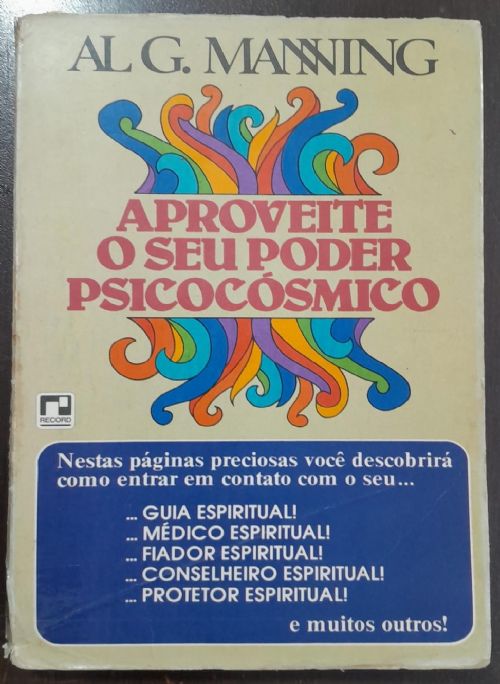 AL G. MANNING
APROVEITE
O SEU PODER
PSICOCÓSMICO
RECORD
Nestas páginas preciosas você descobrirá
como entrar em contato com o seu...
... GUIA ESPIRITUAL!
... MÉDICO ESPIRITUAL!
... FIADOR ESPIRITUAL!
... CONSELHEIRO ESPIRITUAL!
... PROTETOR ESPIRITUAL!
e muitos outros!